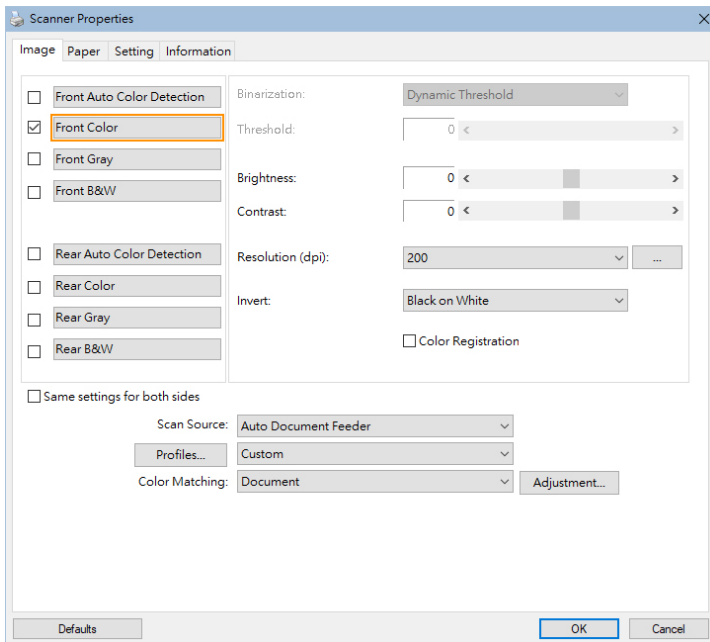 Scanner Properties
Image Paper Setting Information
Front Auto Color Detection
Front Color
Front Gray
Front B&W
Rear Auto Color Detection
Rear Color
Rear Gray
Rear B&W
Binarization: Dynamic Threshold
Threshold: 0
Brightness: 0
Contrast: 0
Resolution (dpi): 200 ...
Invert: Black on White
Color Registration
Same settings for both sides
Scan Source: Auto Document Feeder
Profiles... Custom
Color Matching: Document Adjustment...
Defaults OK Cancel